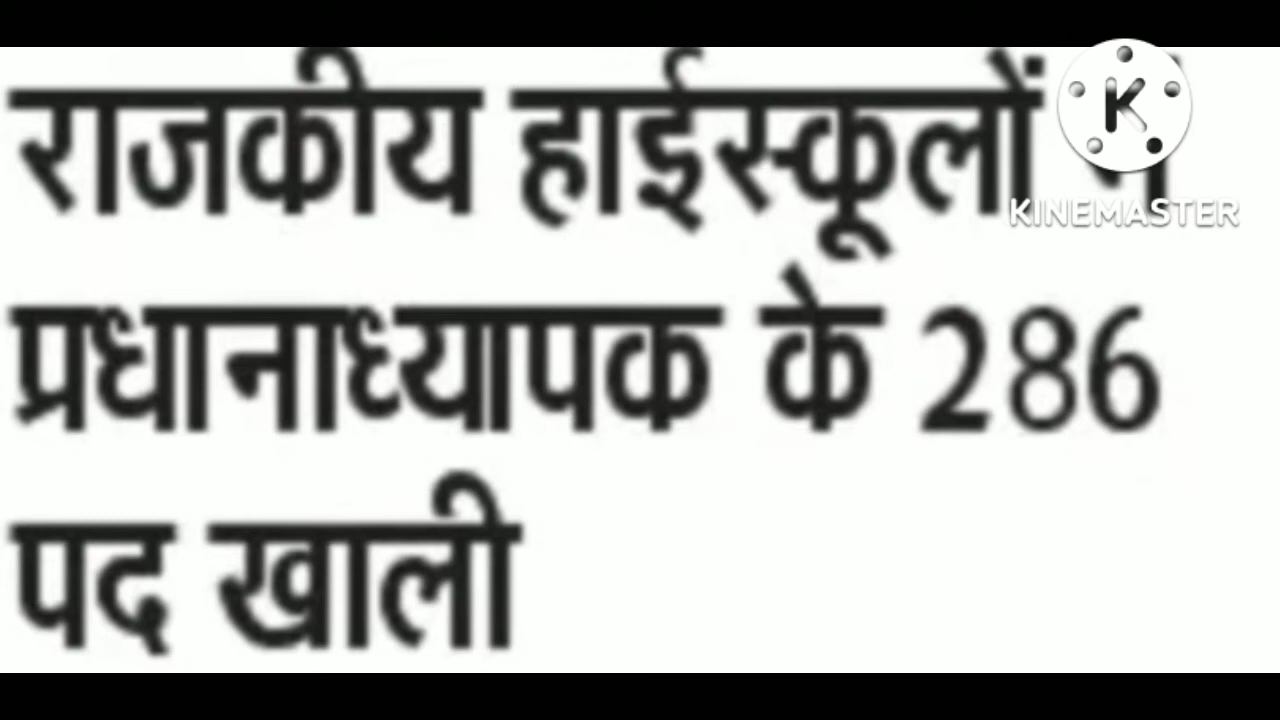 राजकीय हाईस्कूलों में
प्रधानाध्यापक के 286
पद खाली
K
KINEMASTER